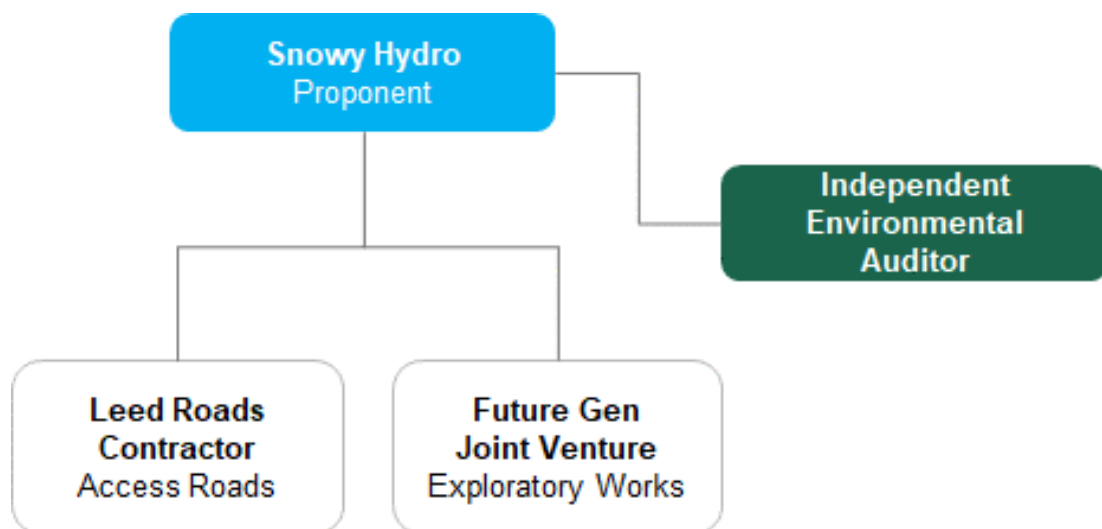 Snowy Hydro
Proponent
Independent
Environmental
Auditor
Leed Roads
Contractor
Access Roads
Future Gen
Joint Venture
Exploratory Works